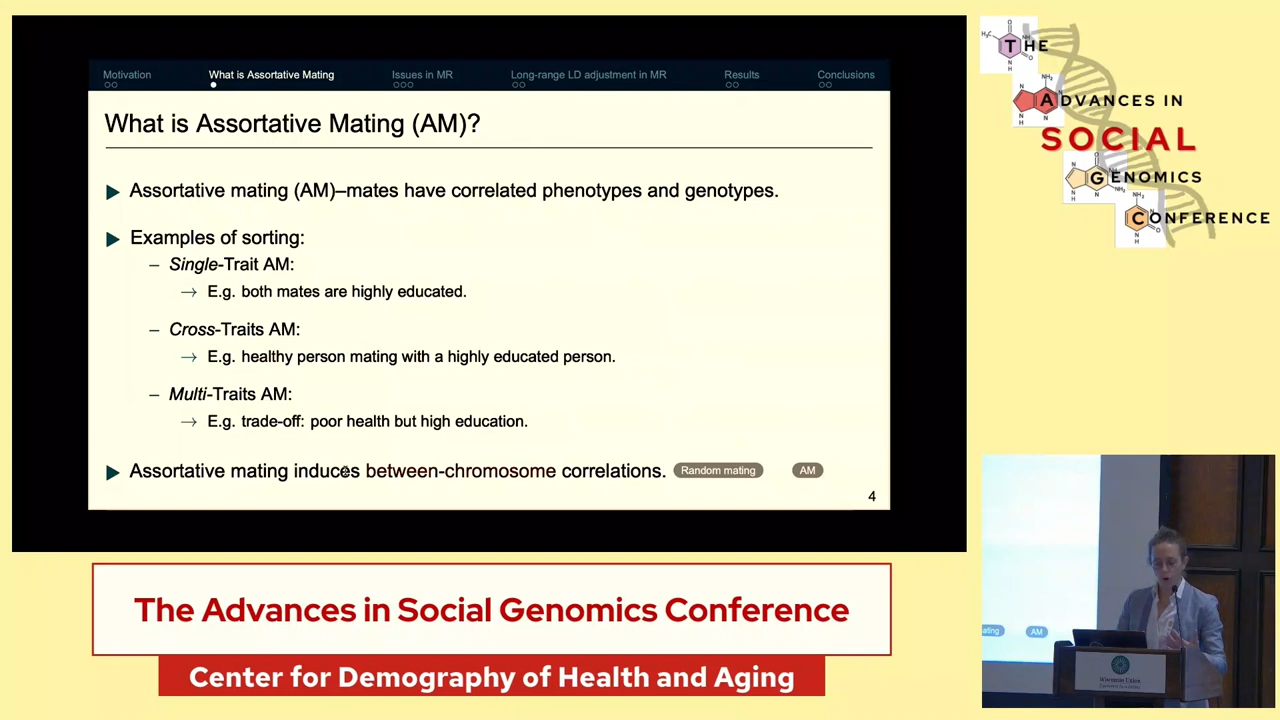 Motivation
What is Assortative Mating
Issues in MR
Long-range LD adjustment in MR
Results
Conclusions
What is Assortative Mating (AM)?
Assortative mating (AM)–mates have correlated phenotypes and genotypes.
Examples of sorting:
– Single-Trait AM:
→ E.g. both mates are highly educated.
– Cross-Traits AM:
→ E.g. healthy person mating with a highly educated person.
– Multi-Traits AM:
→ E.g. trade-off: poor health but high education.
Assortative mating induces between-chromosome correlations.
Random mating
AM
4
THE
ADVANCES IN
SOCIAL
GENOMICS
CONFERENCE
ating
AM
Wisconsin Union
The Advances in Social Genomics Conference
Center for Demography of Health and Aging